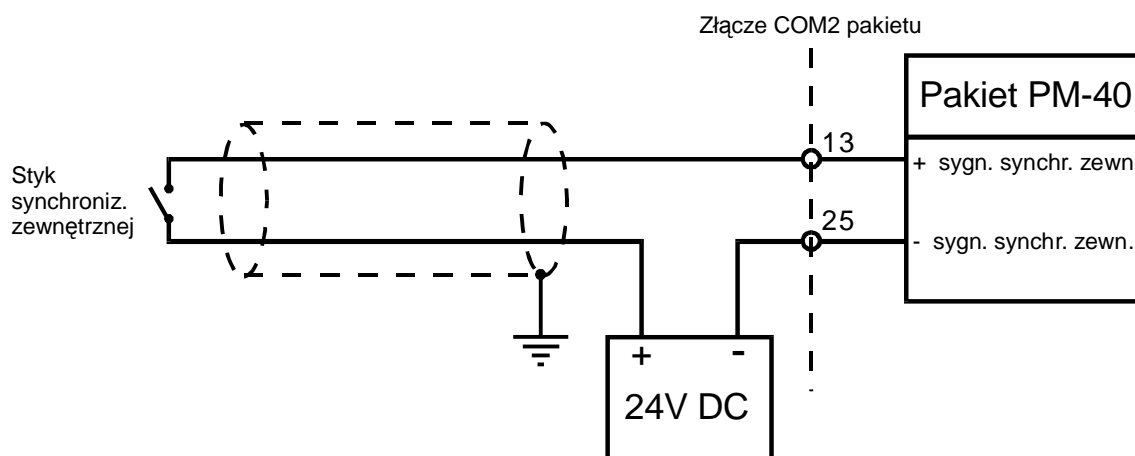 Złącze COM2 pakietu
Pakiet PM-40
13
+ sygn. synchr. zewn
Styk
synchroniz.
zewnętrznej
25
- sygn. synchr. zewn.
+ -
24V DC